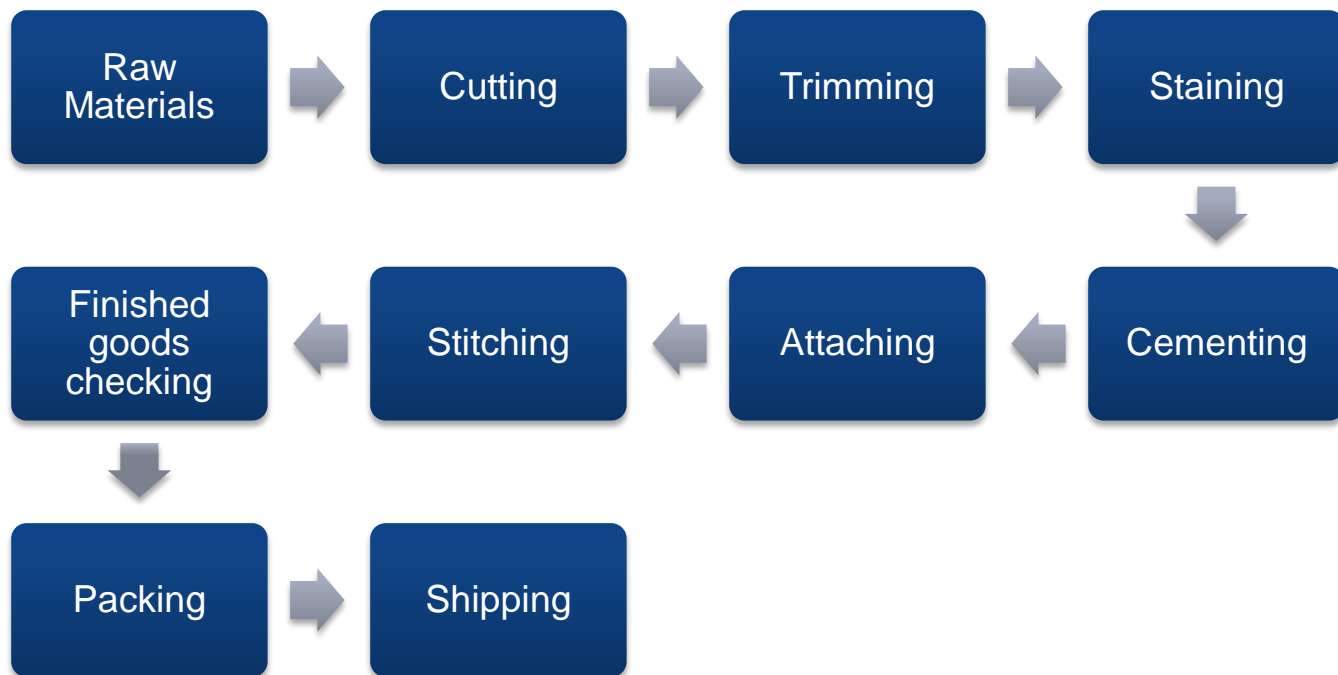 Raw
Materials
Cutting
Trimming
Staining
Cementing
Attaching
Stitching
Finished
goods
checking
Packing
Shipping